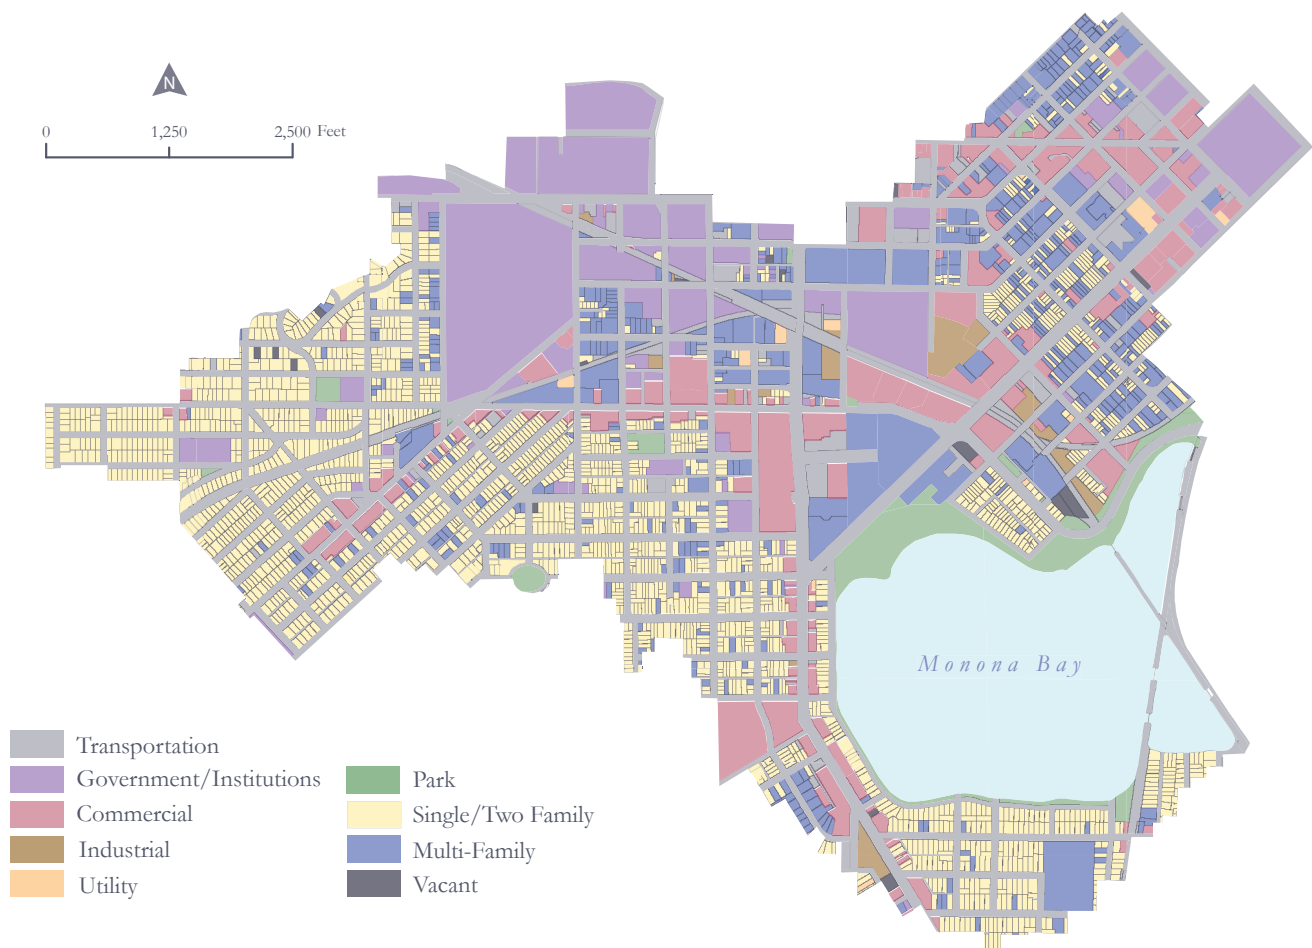 N
0 1,250 2,500 Feet
Monona Bay
Transportation
Government/Institutions Park
Commercial Single/Two Family
Industrial Multi-Family
Utility Vacant